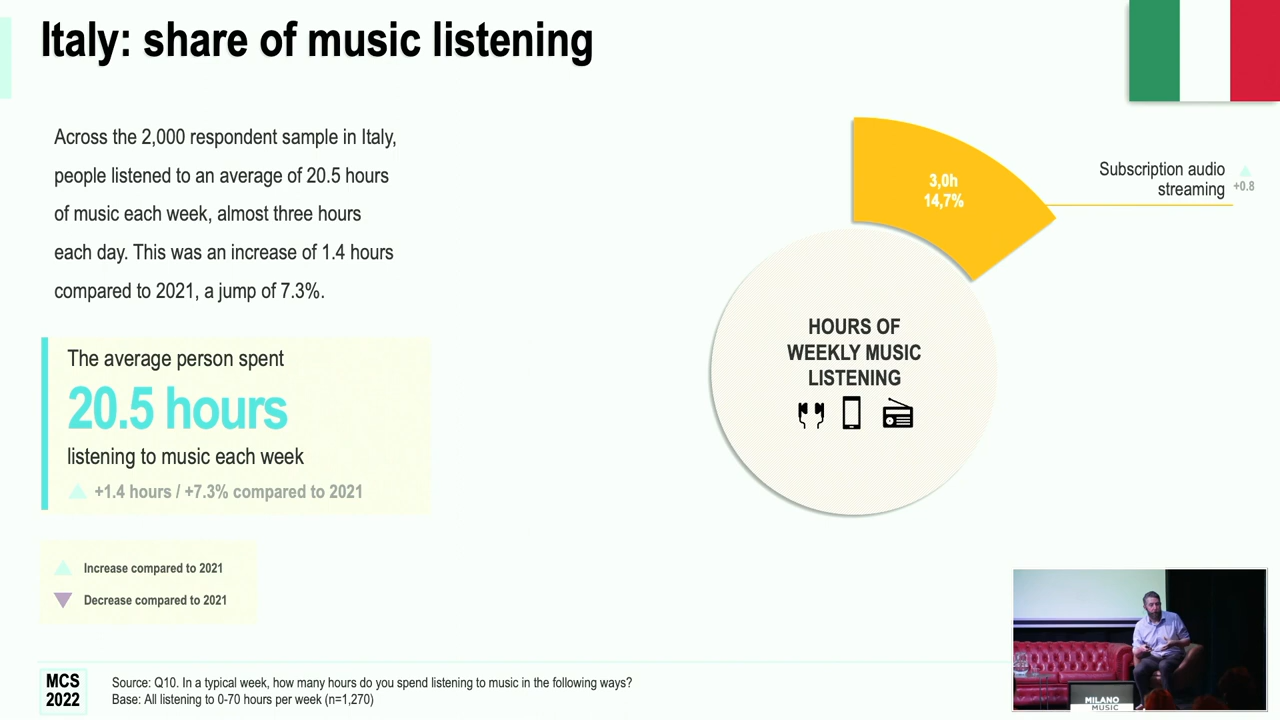 Italy: share of music listening
Across the 2,000 respondent sample in Italy,
people listened to an average of 20.5 hours
of music each week, almost three hours
each day. This was an increase of 1.4 hours
compared to 2021, a jump of 7.3%.
The average person spent
20.5 hours
listening to music each week
+1.4 hours / +7.3% compared to 2021
Increase compared to 2021
Decrease compared to 2021
3,0h
14,7%
Subscription audio
streaming
+0.8
HOURS OF
WEEKLY MUSIC
LISTENING
MCS
2022
Source: Q10. In a typical week, how many hours do you spend listening to music in the following ways?
Base: All listening to 0-70 hours per week (n=1,270)
MILANO
MUSIC